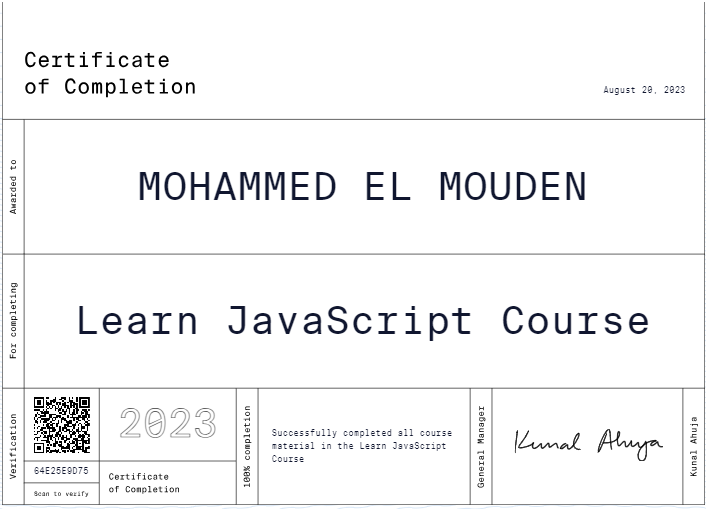 Certificate
of Completion
August 20, 2023
Awarded to
MOHAMMED EL MOUDEN
For completing
Learn JavaScript Course
Verification
64E25E9D75
Scan to verify
2023
Certificate
of Completion
100% completion
Successfully completed all course
material in the Learn JavaScript
Course
General Manager
Kunal Ahuja
Kunal Ahuja